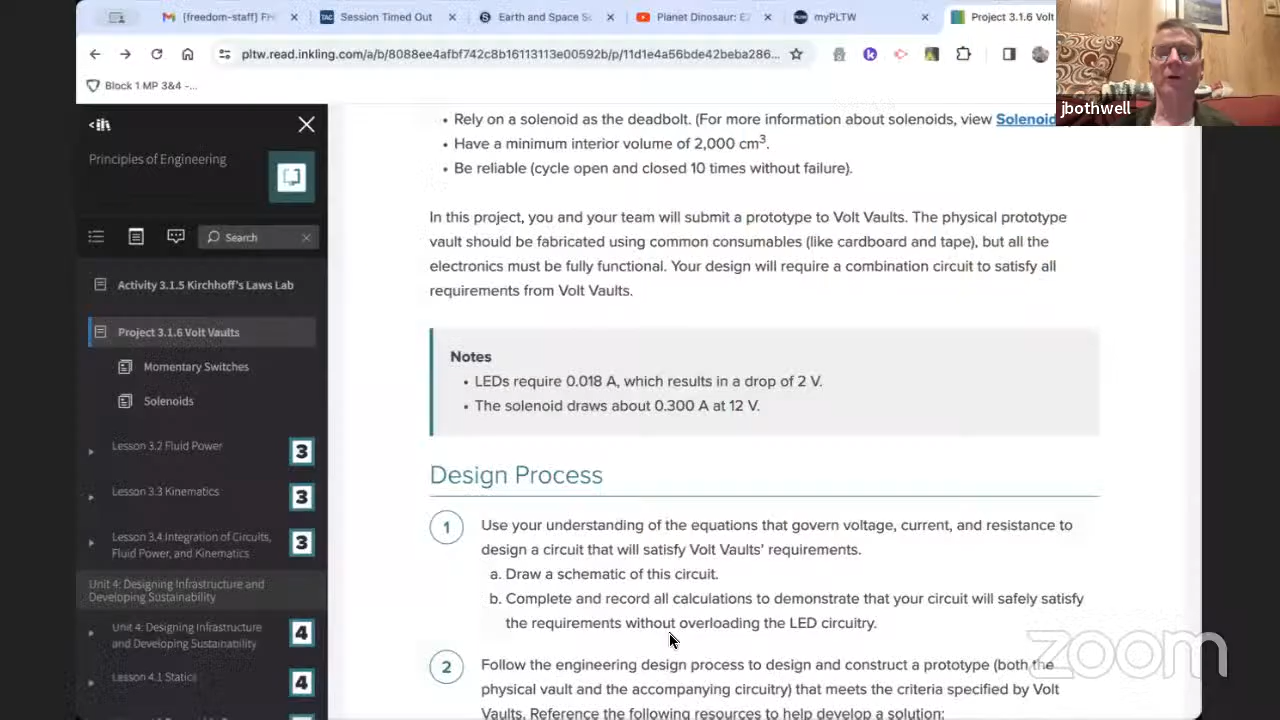 {freedom-staff} FH
Session Timed Out
Earth and Space Sc
Planet Dinosaur: E
myPLTW
Project 3.1.6 Volt
pltw.read.inkling.com/a/b/8088ee4afbf742c8b16113113e00592b/p/11d1e4a56bde42beba286...
Block 1 MP 3&4 -...
jbothwell
Principles of Engineering
Search
Activity 3.1.5 Kirchhoff's Laws Lab
Project 3.1.6 Volt Vaults
Momentary Switches
Solenoids
Lesson 3.2 Fluid Power
3
Lesson 3.3 Kinematics
3
Lesson 3.4 Integration of Circuits,
Fluid Power, and Kinematics
3
Unit 4: Designing Infrastructure and
Developing Sustainability
Unit 4: Designing Infrastructure
and Developing Sustainability
4
Lesson 4.1 Statics
4
• Rely on a solenoid as the deadbolt. (For more information about solenoids, view Solenoid
• Have a minimum interior volume of 2,000 cm³.
• Be reliable (cycle open and closed 10 times without failure).
In this project, you and your team will submit a prototype to Volt Vaults. The physical prototype
vault should be fabricated using common consumables (like cardboard and tape), but all the
electronics must be fully functional. Your design will require a combination circuit to satisfy all
requirements from Volt Vaults.
Notes
• LEDs require 0.018 A, which results in a drop of 2 V.
• The solenoid draws about 0.300 A at 12 V.
Design Process
1 Use your understanding of the equations that govern voltage, current, and resistance to
design a circuit that will satisfy Volt Vaults' requirements.
a. Draw a schematic of this circuit.
b. Complete and record all calculations to demonstrate that your circuit will safely satisfy
the requirements without overloading the LED circuitry.
2 Follow the engineering design process to design and construct a prototype (both the
physical vault and the accompanying circuitry) that meets the criteria specified by Volt
Vaults. Reference the following resources to help develop a solution:
zoom